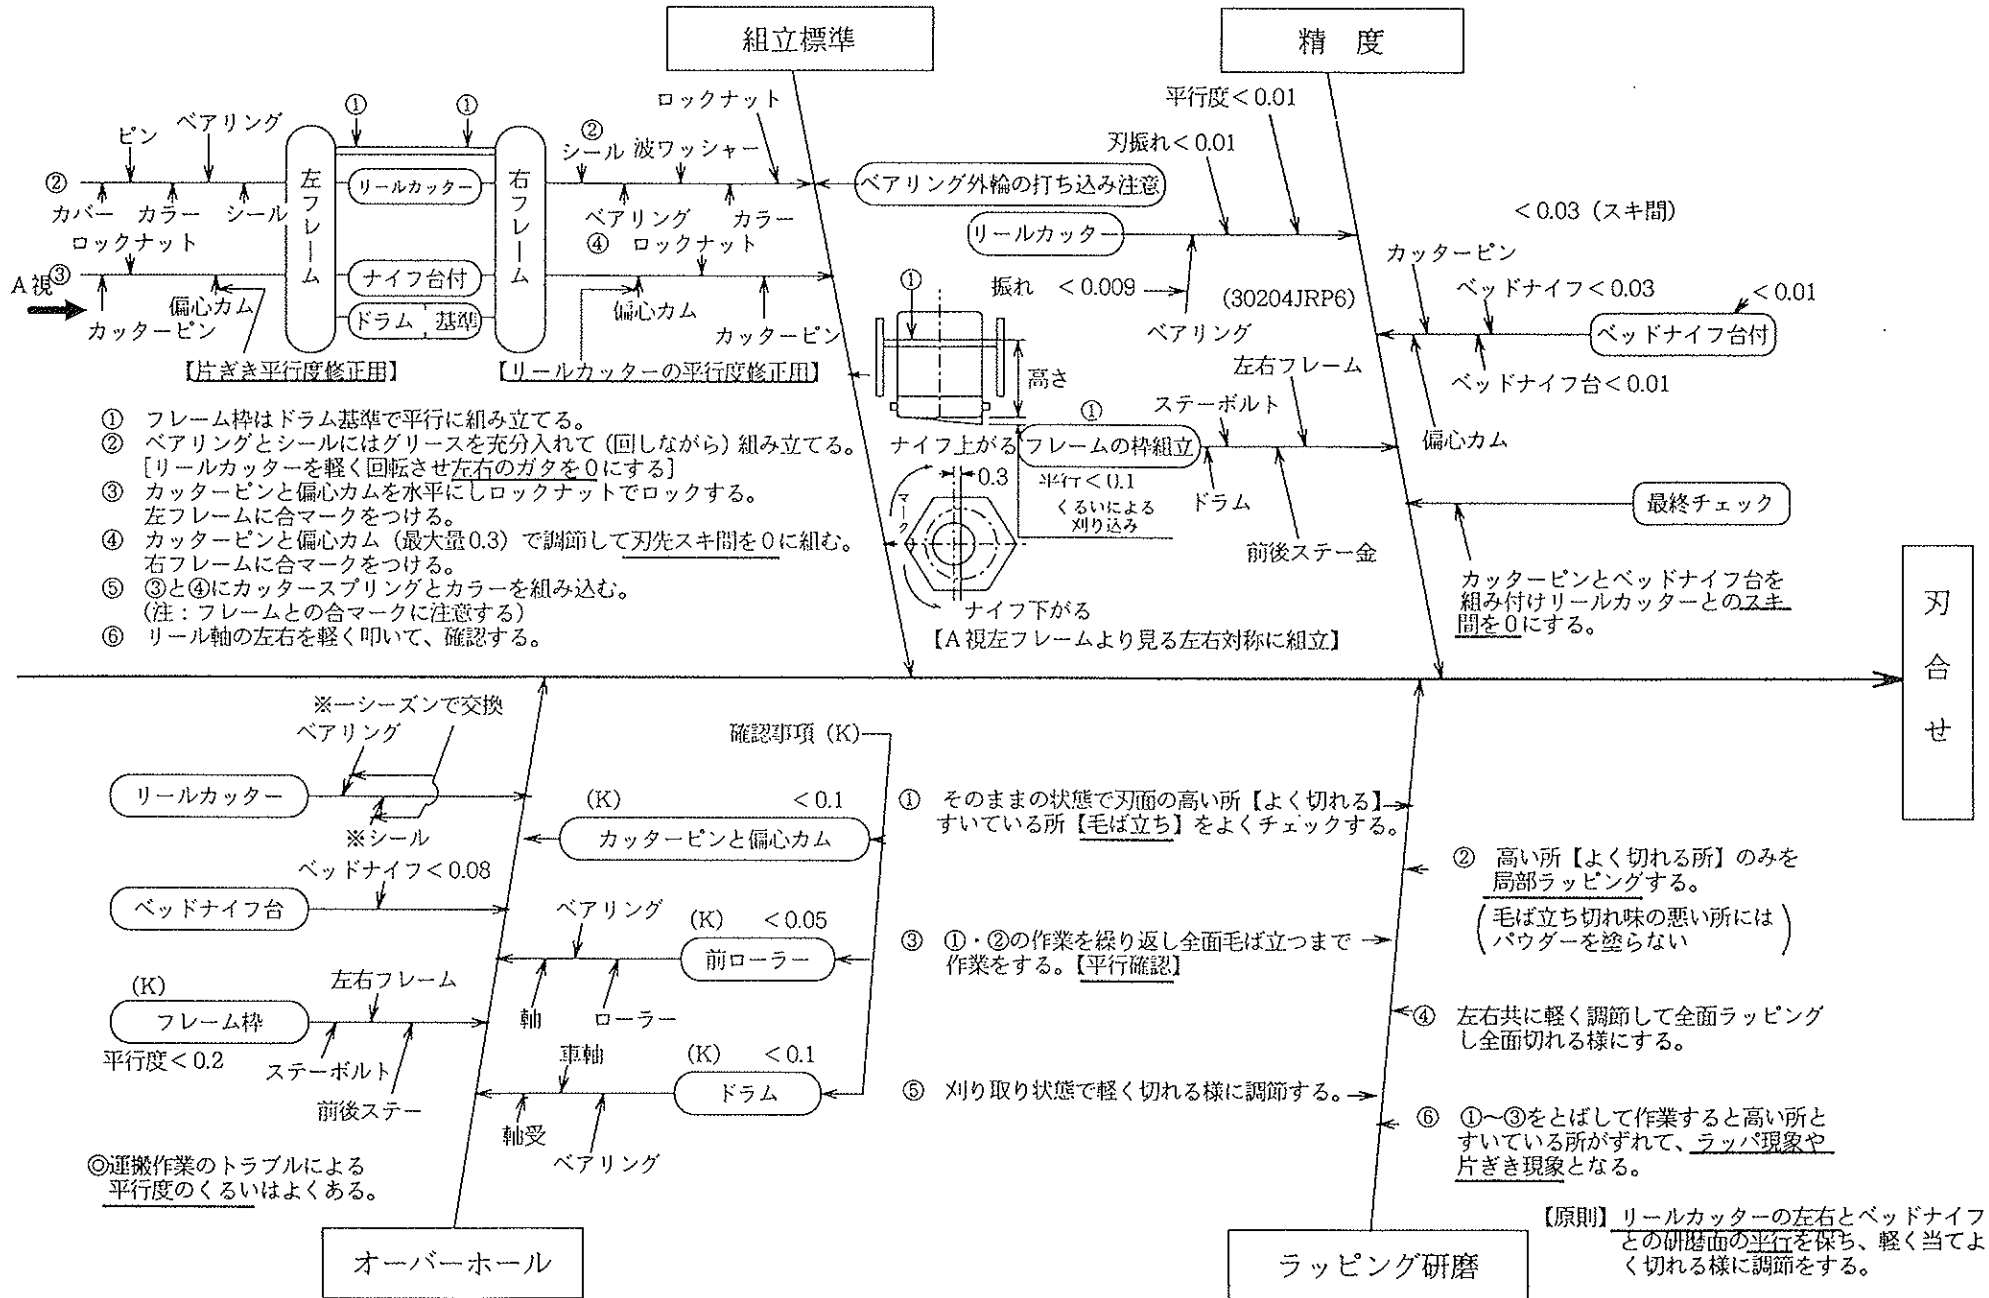 組立標準
精　度
①
①
ロックナット
ピン
ベアリング
②
シール
波ワッシャー
②
カバー
カラー
シール
左フレーム
リールカッター
右フレーム
ベアリング
カラー
ベアリング外輪の打ち込み注意
ロックナット
④
ロックナット
A視
③
カッターピン
偏心カム
ナイフ台付
ドラム
基準
偏心カム
カッターピン
【片ぎき平行度修正用】
【リールカッターの平行度修正用】
① フレーム枠はドラム基準で平行に組み立てる。
② ベアリングとシールにはグリースを充分入れて（回しながら）組み立てる。
[リールカッターを軽く回転させ左右のガタを0にする]
③ カッターピンと偏心カムを水平にしロックナットでロックする。
左フレームに合マークをつける。
④ カッターピンと偏心カム（最大量0.3）で調節して刃先スキ間を0に組む。
右フレームに合マークをつける。
⑤ ③と④にカッタースプリングとカラーを組み込む。
（注：フレームとの合マークに注意する）
⑥ リール軸の左右を軽く叩いて、確認する。
①
高さ
ナイフ上がる
0.3
マーク
ナイフ下がる
【A視左フレームより見る左右対称に組立】
平行度＜0.01
刃振れ＜0.01
リールカッター
振れ　＜0.009
(30204JRP6)
ベアリング
＜0.03（スキ間）
カッターピン
ベッドナイフ＜0.03
＜0.01
ベッドナイフ台付
ベッドナイフ台＜0.01
偏心カム
左右フレーム
ステーボルト
①
フレームの枠組立
平行＜0.1
くるいによる
刈り込み
ドラム
前後ステー金
最終チェック
カッターピンとベッドナイフ台を
組み付けリールカッターとのスキ
間を0にする。
刃合せ
※一シーズンで交換
ベアリング
リールカッター
※シール
ベッドナイフ＜0.08
ベッドナイフ台
(K)
左右フレーム
フレーム枠
平行度＜0.2
ステーボルト
前後ステー
◎運搬作業のトラブルによる
平行度のくるいはよくある。
オーバーホール
確認事項（K）
(K)
＜0.1
カッターピンと偏心カム
ベアリング
(K)
＜0.05
前ローラー
軸
ローラー
車軸
(K)
＜0.1
ドラム
軸受
ベアリング
① そのままの状態で刃面の高い所【よく切れる】
すいている所【毛ば立ち】をよくチェックする。
② 高い所【よく切れる所】のみを
局部ラッピングする。
（毛ば立ち切れ味の悪い所には
パウダーを塗らない）
③ ①・②の作業を繰り返し全面毛ば立つまで
作業をする。【平行確認】
④ 左右共に軽く調節して全面ラッピング
し全面切れる様にする。
⑤ 刈り取り状態で軽く切れる様に調節する。
⑥ ①～③をとばして作業すると高い所と
すいている所がずれて、ラッパ現象や
片ぎき現象となる。
【原則】リールカッターの左右とベッドナイフ
との研磨面の平行を保ち、軽く当てよ
く切れる様に調節をする。
ラッピング研磨